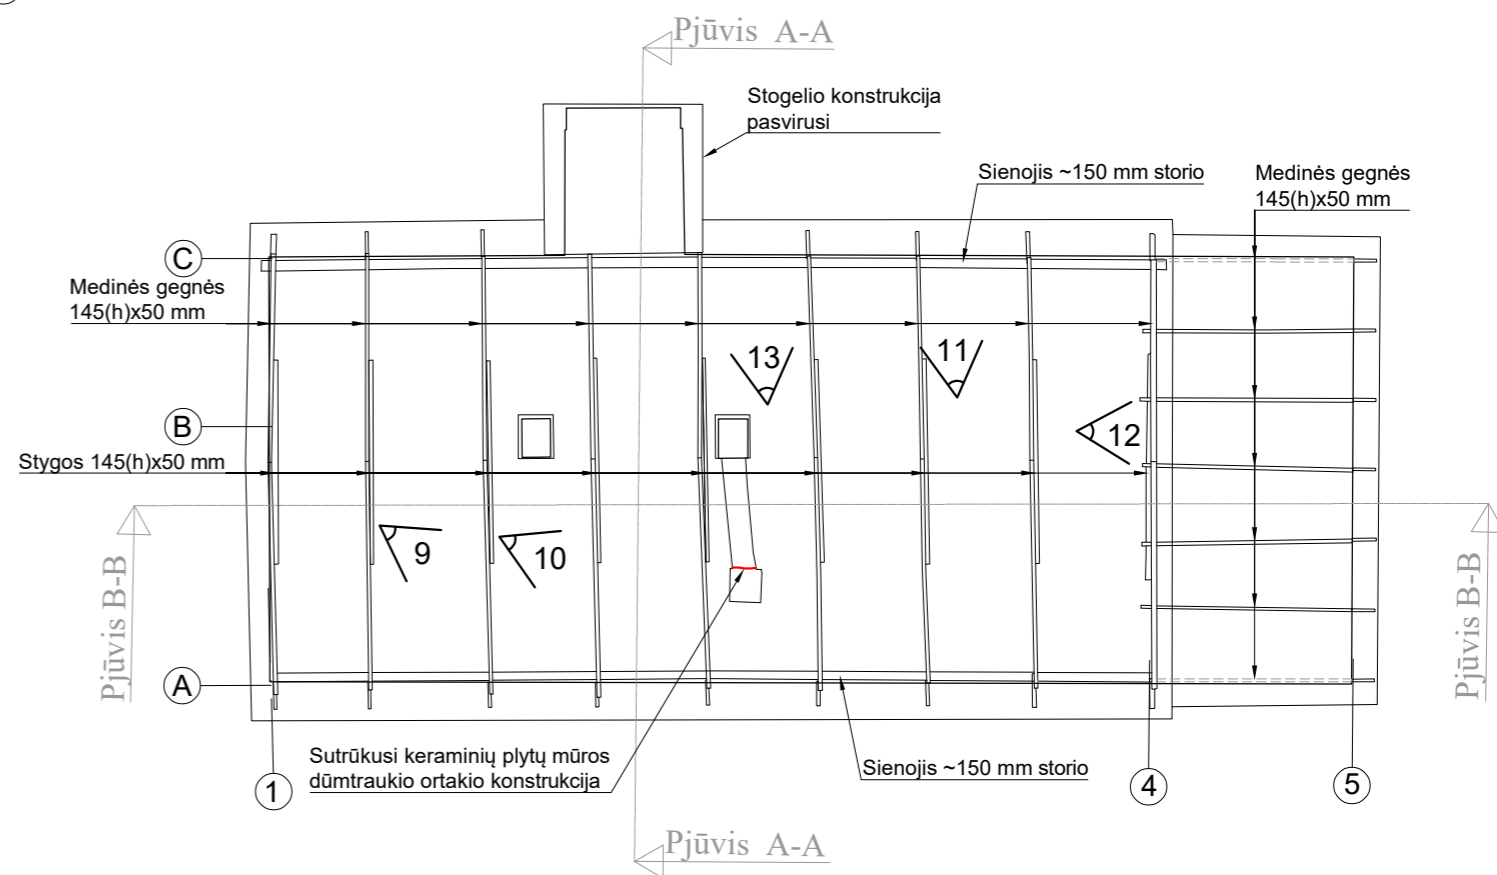 Pjūvis A-A
Stogelio konstrukcija
pasvirusi
Sienojis ~150 mm storio
Medinės gegnės
145(h)x50 mm
C
Medinės gegnės
145(h)x50 mm
13
11
B
12
Stygos 145(h)x50 mm
9
10
Pjūvis B-B
Pjūvis B-B
A
Sutrūkusi keraminių plytų mūros
dūmtraukio ortakio konstrukcija
Sienojis ~150 mm storio
1
4
5
Pjūvis A-A